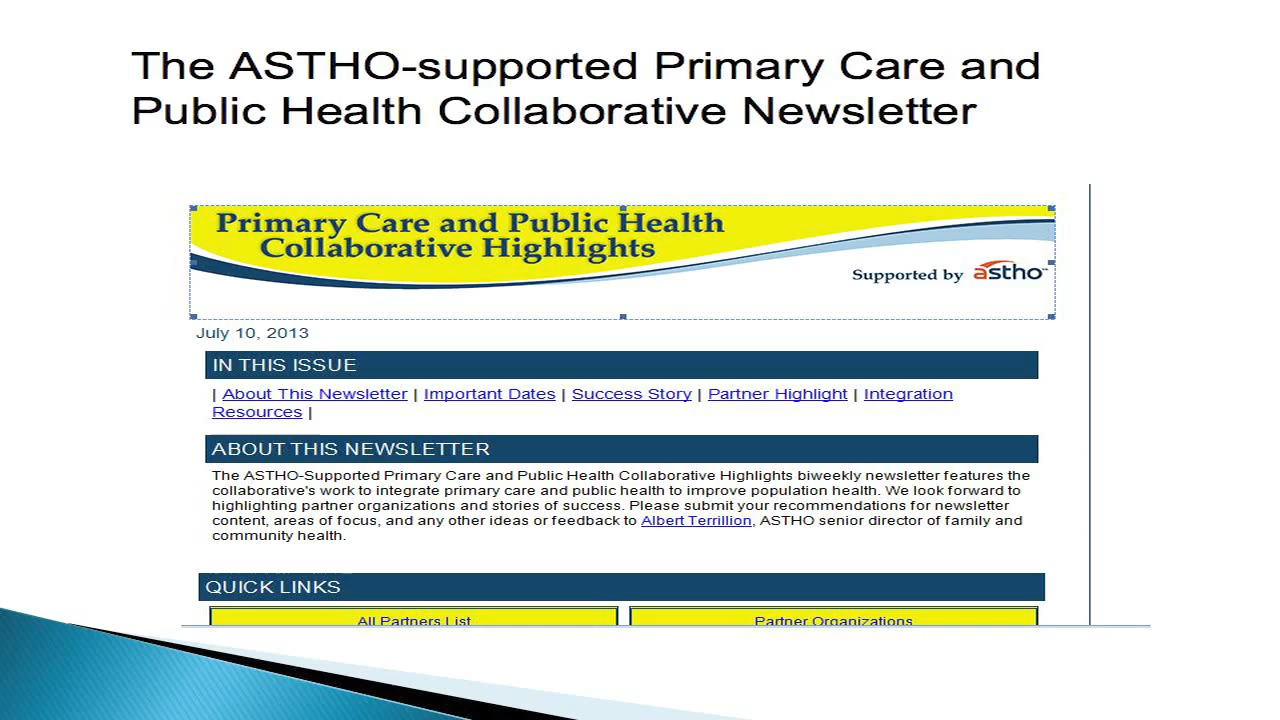 The ASTHO-supported Primary Care and
Public Health Collaborative Newsletter
Primary Care and Public Health
Collaborative Highlights
Supported by astho™
July 10, 2013
IN THIS ISSUE
| About This Newsletter | Important Dates | Success Story | Partner Highlight | Integration
Resources |
ABOUT THIS NEWSLETTER
The ASTHO-Supported Primary Care and Public Health Collaborative Highlights biweekly newsletter features the
collaborative's work to integrate primary care and public health to improve population health. We look forward to
highlighting partner organizations and stories of success. Please submit your recommendations for newsletter
content, areas of focus, and any other ideas or feedback to Albert Terrillion, ASTHO senior director of family and
community health.
QUICK LINKS
All Partners List
Partner Organizations